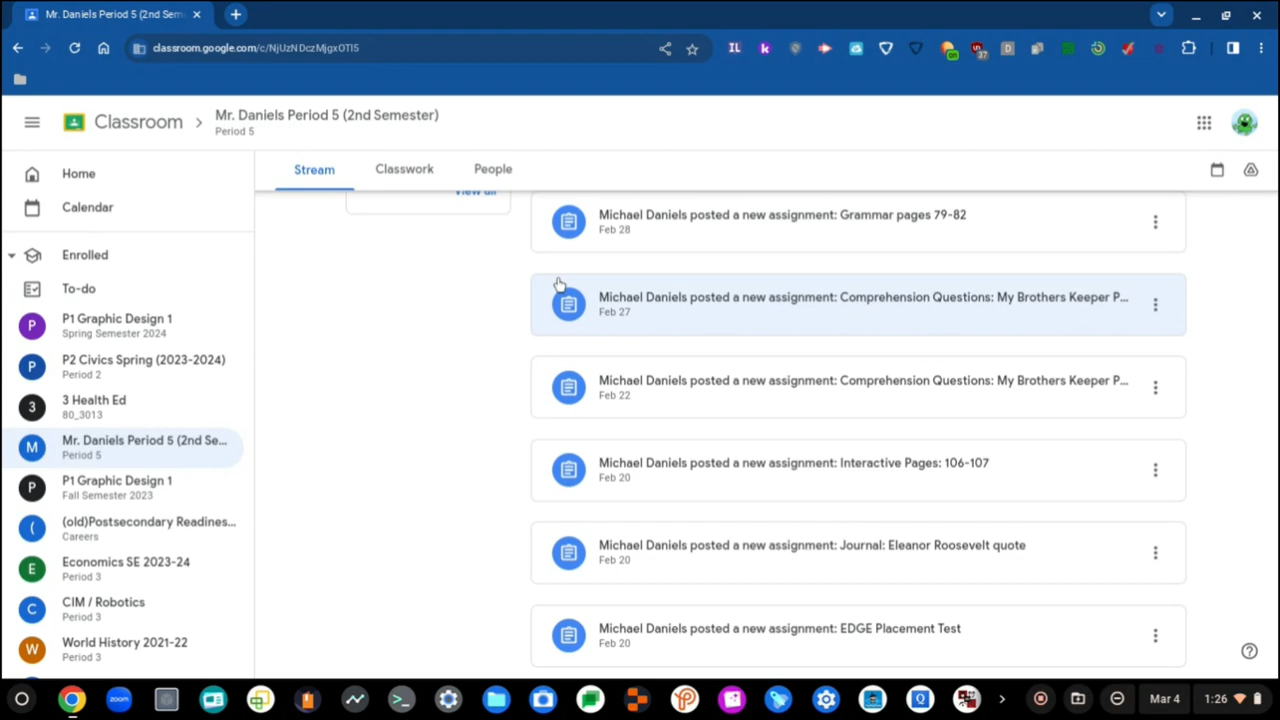 Mr. Daniels Period 5 (2nd Sem
classroom.google.com/c/NjUzNDczMjgxOTI5
IL
k
on
37
D
Classroom
Mr. Daniels Period 5 (2nd Semester)
Period 5
Home
Calendar
Enrolled
To-do
P
P1 Graphic Design 1
Spring Semester 2024
P
P2 Civics Spring (2023-2024)
Period 2
3
3 Health Ed
80_3013
M
Mr. Daniels Period 5 (2nd Se...
Period 5
P
P1 Graphic Design 1
Fall Semester 2023
(
(old)Postsecondary Readines...
Careers
E
Economics SE 2023-24
Period 3
C
CIM / Robotics
Period 3
W
World History 2021-22
Period 3
Stream Classwork People
View all
Michael Daniels posted a new assignment: Grammar pages 79-82
Feb 28
Michael Daniels posted a new assignment: Comprehension Questions: My Brothers Keeper P...
Feb 27
Michael Daniels posted a new assignment: Comprehension Questions: My Brothers Keeper P...
Feb 22
Michael Daniels posted a new assignment: Interactive Pages: 106-107
Feb 20
Michael Daniels posted a new assignment: Journal: Eleanor Roosevelt quote
Feb 20
Michael Daniels posted a new assignment: EDGE Placement Test
Feb 20
zoom
Q
Mar 4
1:26